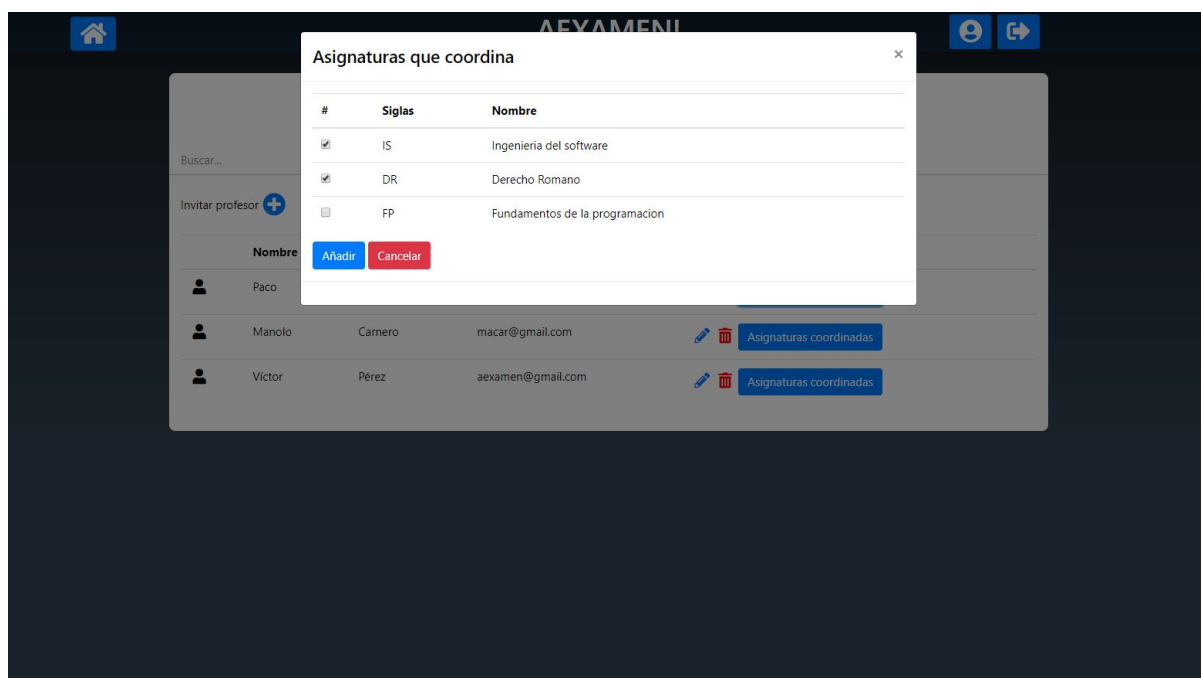 AEXAMEN!
Asignaturas que coordina ×
# Siglas Nombre
IS Ingenieria del software
DR Derecho Romano
FP Fundamentos de la programacion
Añadir Cancelar
Buscar...
Invitar profesor
Nombre
Paco
Manolo Carnero macar@gmail.com Asignaturas coordinadas
Víctor Pérez aexamen@gmail.com Asignaturas coordinadas